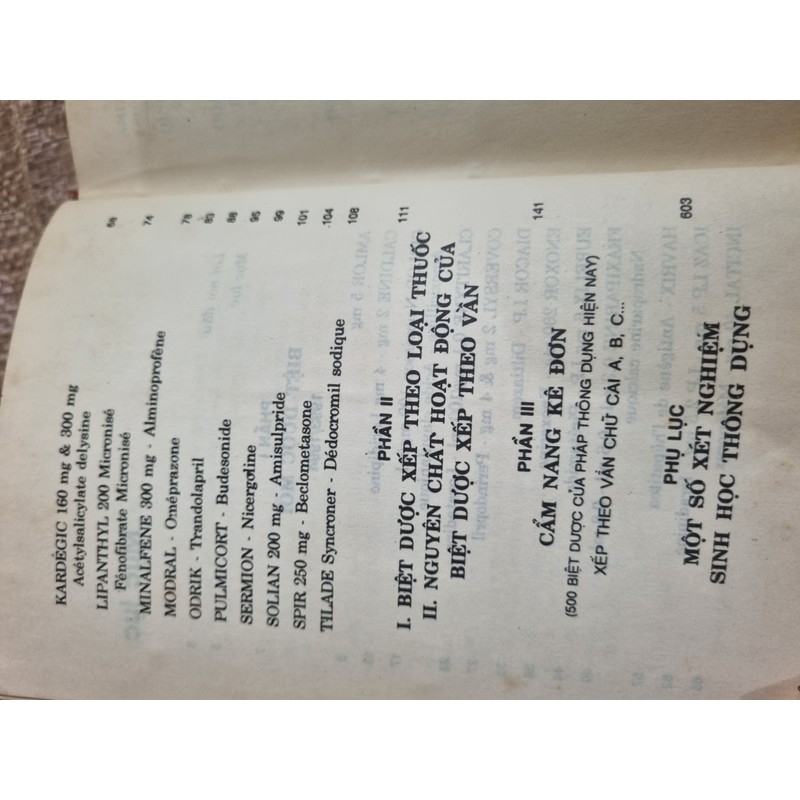 KARDÉGIC 160 mg & 300 mg
Acétylsalicylate delysine 68
LIPANTHYL 200 Micronisé
Fénofibrate Micronisé 74
MINALFENE 300 mg - Alminoprofène
MODRAL - Oméprazone 78
ODRIK - Trandolapril 83
PULMICORT - Budesonide 88
SERMION - Nicergoline 95
SOLIAN 200 mg - Amisulpride 99
SPIR 250 mg - Beclometasone 101
TILADE Syncroner - Dédocromil sodique 104
108
PHẦN II
I. BIỆT DƯỢC XẾP THEO LOẠI THUỐC 111
II. NGUYÊN CHẤT HOẠT ĐỘNG CỦA
BIỆT DƯỢC XẾP THEO VẦN
PHẦN III
CẨM NANG KÊ ĐƠN 141
(500 BIỆT DƯỢC CỦA PHÁP THÔNG DỤNG HIỆN NAY)
XẾP THEO VẦN CHỮ CÁI A, B, C...
PHỤ LỤC
MỘT SỐ XÉT NGHIỆM 603
SINH HỌC THÔNG DỤNG